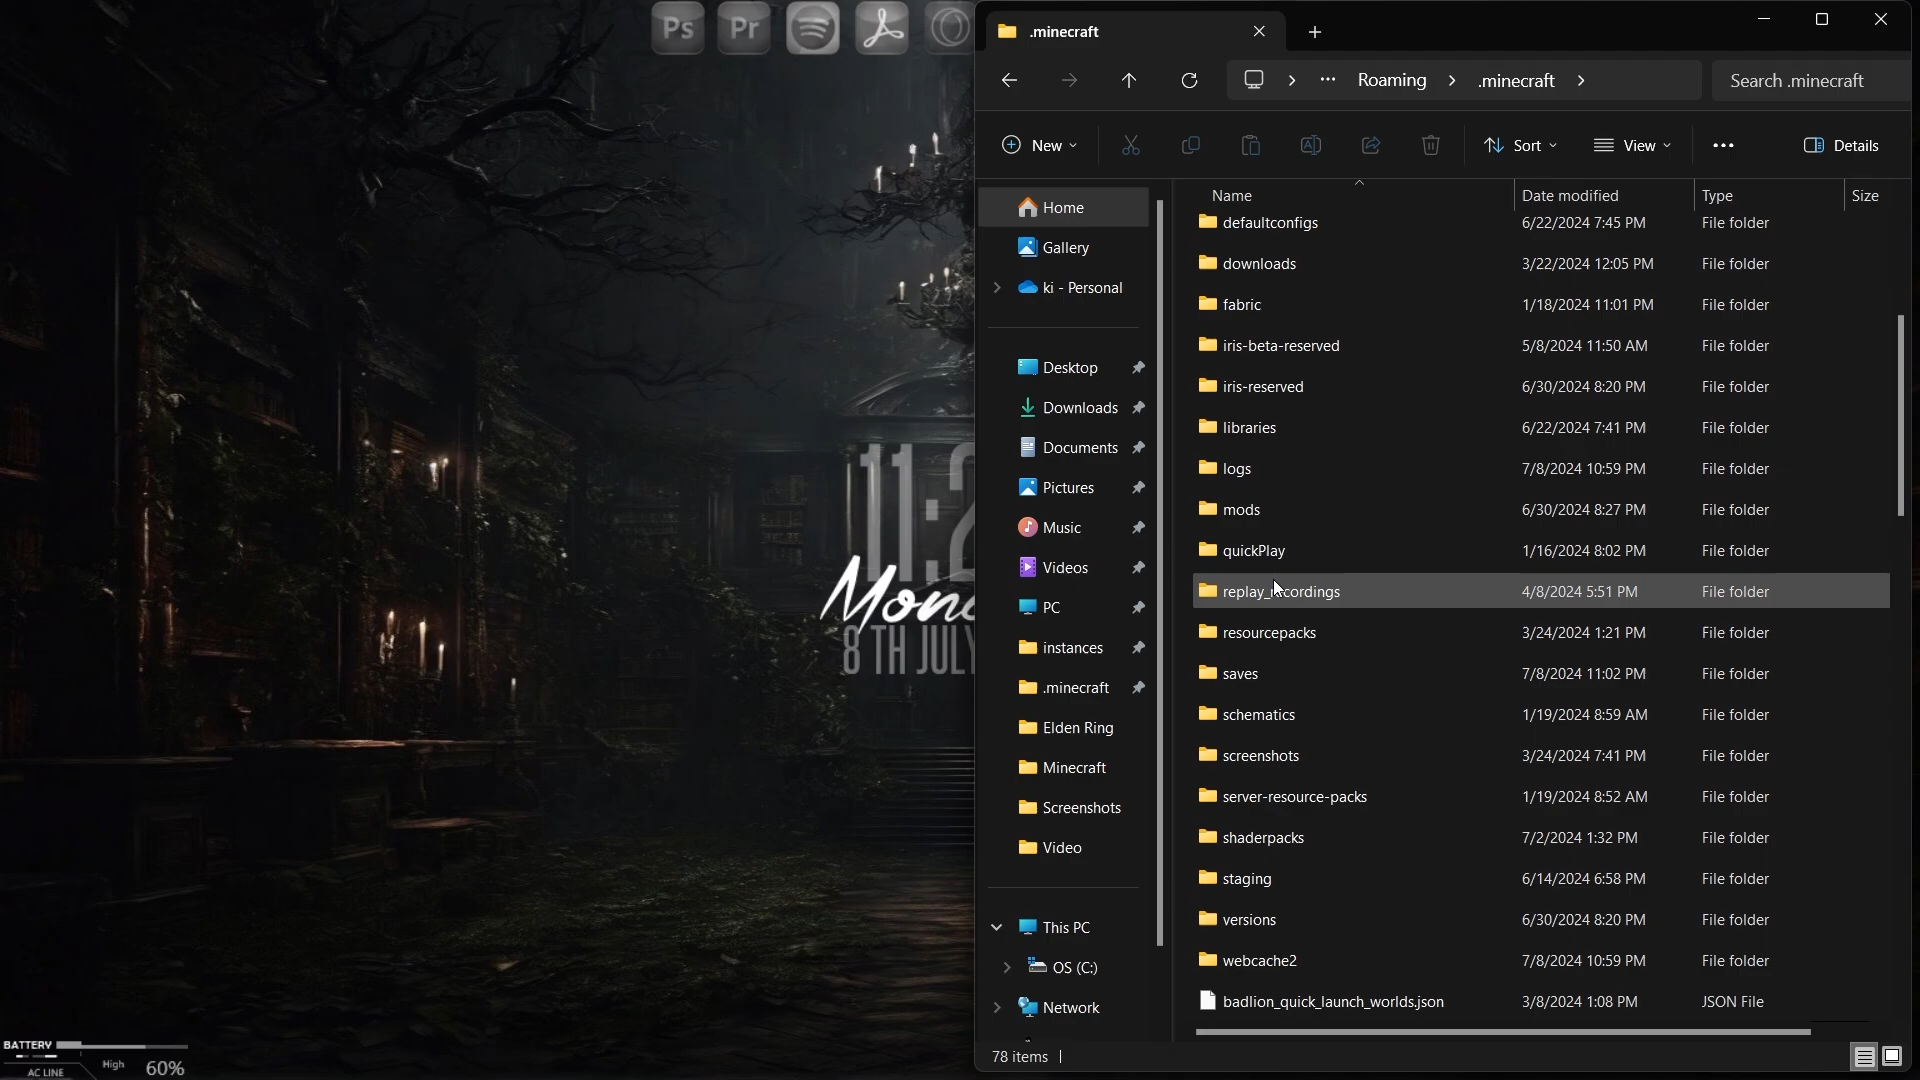 Ps
Pr
.minecraft
Roaming
.minecraft
Search .minecraft
New
Sort
View
Details
Home
Gallery
ki - Personal
Desktop
Downloads
Documents
Pictures
Music
Videos
PC
instances
.minecraft
Elden Ring
Minecraft
Screenshots
Video
This PC
OS (C:)
Network
Name Date modified Type Size
defaultconfigs 6/22/2024 7:45 PM File folder
downloads 3/22/2024 12:05 PM File folder
fabric 1/18/2024 11:01 PM File folder
iris-beta-reserved 5/8/2024 11:50 AM File folder
iris-reserved 6/30/2024 8:20 PM File folder
libraries 6/22/2024 7:41 PM File folder
logs 7/8/2024 10:59 PM File folder
mods 6/30/2024 8:27 PM File folder
quickPlay 1/16/2024 8:02 PM File folder
replay_recordings 4/8/2024 5:51 PM File folder
resourcepacks 3/24/2024 1:21 PM File folder
saves 7/8/2024 11:02 PM File folder
schematics 1/19/2024 8:59 AM File folder
screenshots 3/24/2024 7:41 PM File folder
server-resource-packs 1/19/2024 8:52 AM File folder
shaderpacks 7/2/2024 1:32 PM File folder
staging 6/14/2024 6:58 PM File folder
versions 6/30/2024 8:20 PM File folder
webcache2 7/8/2024 10:59 PM File folder
badlion_quick_launch_worlds.json 3/8/2024 1:08 PM JSON File
78 items
11:2
Mon
8 TH JULY
BATTERY
AC LINE
High
60%